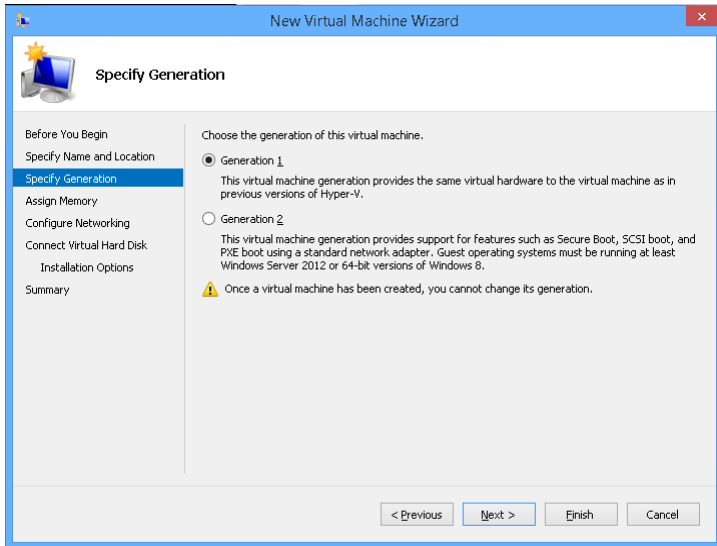 New Virtual Machine Wizard
Specify Generation
Before You Begin
Specify Name and Location
Specify Generation
Assign Memory
Configure Networking
Connect Virtual Hard Disk
Installation Options
Summary
Choose the generation of this virtual machine.
Generation 1
This virtual machine generation provides the same virtual hardware to the virtual machine as in
previous versions of Hyper-V.
Generation 2
This virtual machine generation provides support for features such as Secure Boot, SCSI boot, and
PXE boot using a standard network adapter. Guest operating systems must be running at least
Windows Server 2012 or 64-bit versions of Windows 8.
Once a virtual machine has been created, you cannot change its generation.
< Previous
Next >
Finish
Cancel